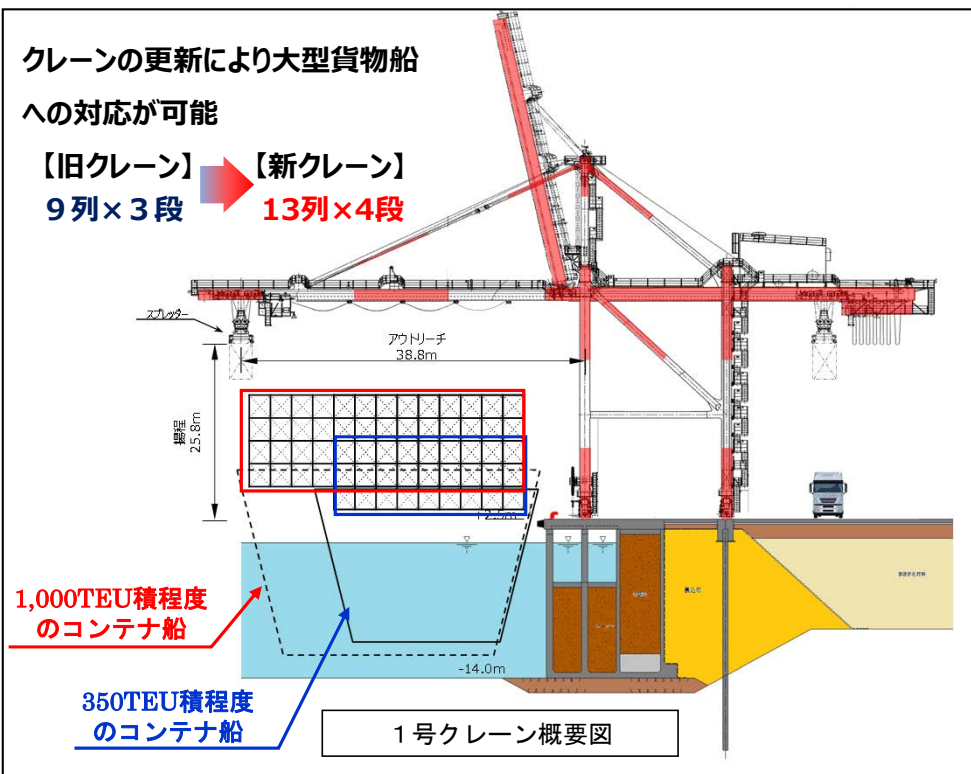 クレーンの更新により大型貨物船
への対応が可能
【旧クレーン】 【新クレーン】
9列×3段 13列×4段
スプレッダー
アウトリーチ
38.8m
揚程
25.8m
+2.5m
1,000TEU積程度
のコンテナ船
裏込石
-14.0m
350TEU積程度
のコンテナ船
1号クレーン概要図